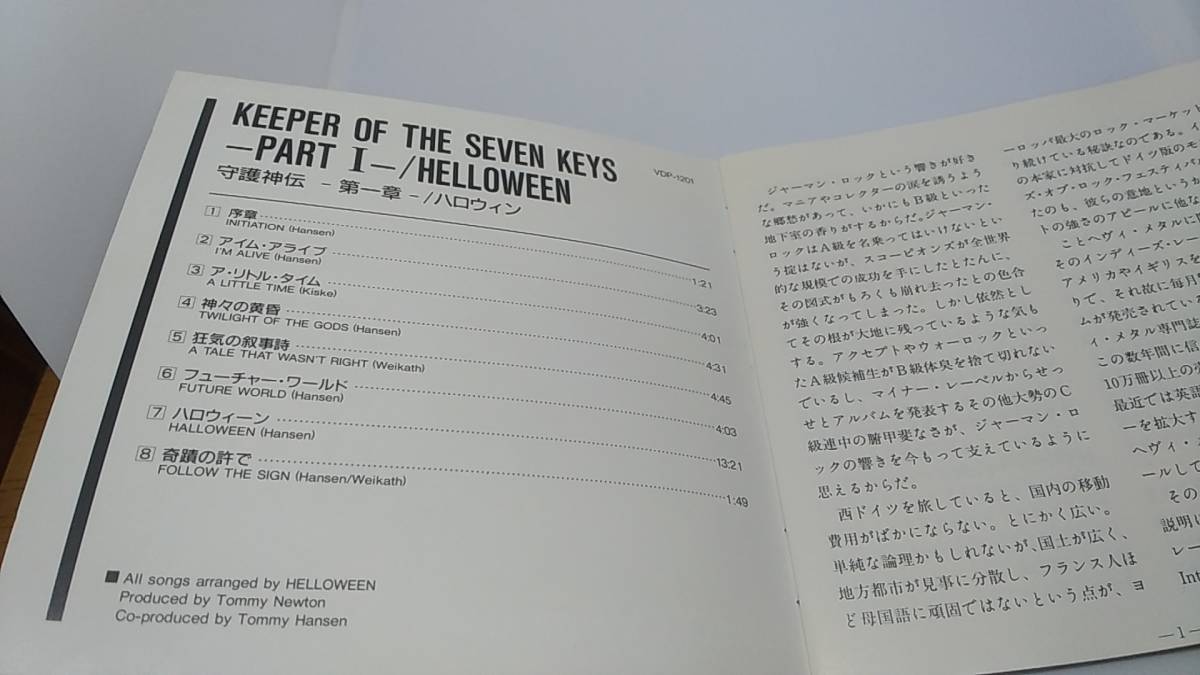 KEEPER OF THE SEVEN KEYS
―PART I―/HELLOWEEN
VDP-1201
守護神伝 －第一章－/ハロウィン
1 序章 1:21
INITIATION (Hansen)
2 アイム・アライブ 3:23
I'M ALIVE (Hansen)
3 ア・リトル・タイム 4:01
A LITTLE TIME (Kiske)
4 神々の黄昏 4:31
TWILIGHT OF THE GODS (Hansen)
5 狂気の叙事詩 4:45
A TALE THAT WASN'T RIGHT (Weikath)
6 フューチャー・ワールド 4:03
FUTURE WORLD (Hansen)
7 ハロウィーン 13:21
HALLOWEEN (Hansen)
8 奇蹟の許で 1:49
FOLLOW THE SIGN (Hansen/Weikath)
■ All songs arranged by HELLOWEEN
Produced by Tommy Newton
Co-produced by Tommy Hansen
ジャーマン・ロックという響きが好き
だ。マニアやコレクターの涙を誘うよう
な郷愁があって、いかにもB級といった
地下室の香りがするからだ。ジャーマン・
ロックはA級を名乗ってはいけないとい
う掟はないが、スコーピオンズが全世界
的な規模での成功を手にしたとたんに、
その図式がもろくも崩れ去ったとの色合
が強くなってしまった。しかし依然とし
てその根が大地に残っているような気も
する。アクセプトやウォーロックといっ
たA級候補生がB級体臭を捨て切れない
でいるし、マイナー・レーベルからせっ
せとアルバムを発表するその他大勢のC
級連中の腑甲斐なさが、ジャーマン・ロ
ックの響きを今もって支えているように
思えるからだ。
西ドイツを旅していると、国内の移動
費用がばかにならない。とにかく広い。
単純な論理かもしれないが、国土が広く、
地方都市が見事に分散し、フランス人ほ
ど母国語に頑固ではないという点が、ヨ
ーロッパ最大のロック・マーケット
り続けている秘訣なのである。イ
の本家に対抗してドイツ版のモ
ズ・オブ・ロック・フェスティバ
たのも、彼らの意地というか
トの強さのアピールに他な
ことヘヴィ・メタルに
そのインディーズ・レー
アメリカやイギリスを
りで、それ故に毎月
ムが発売されている
ィ・メタル専門誌
この数年間に信
10万冊以上の
最近では英語
ーを拡大す
ヘヴィ・
ールして
その
説明に
レー
Int
―1―